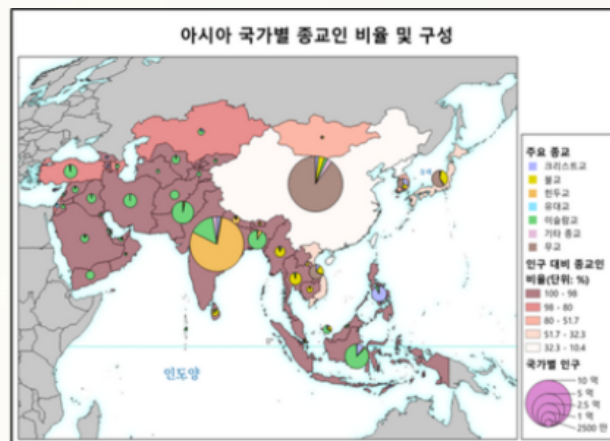 아시아 국가별 종교인 비율 및 구성
인도양
주요 종교
크리스트교
불교
힌두교
유대교
이슬람교
기타 종교
무교
인구 대비 종교인
비율(단위: %)
100 - 98
98 - 80
80 - 51.7
51.7 - 32.3
32.3 - 10.4
국가별 인구
10 억
5 억
2.5 억
1 억
2500 만